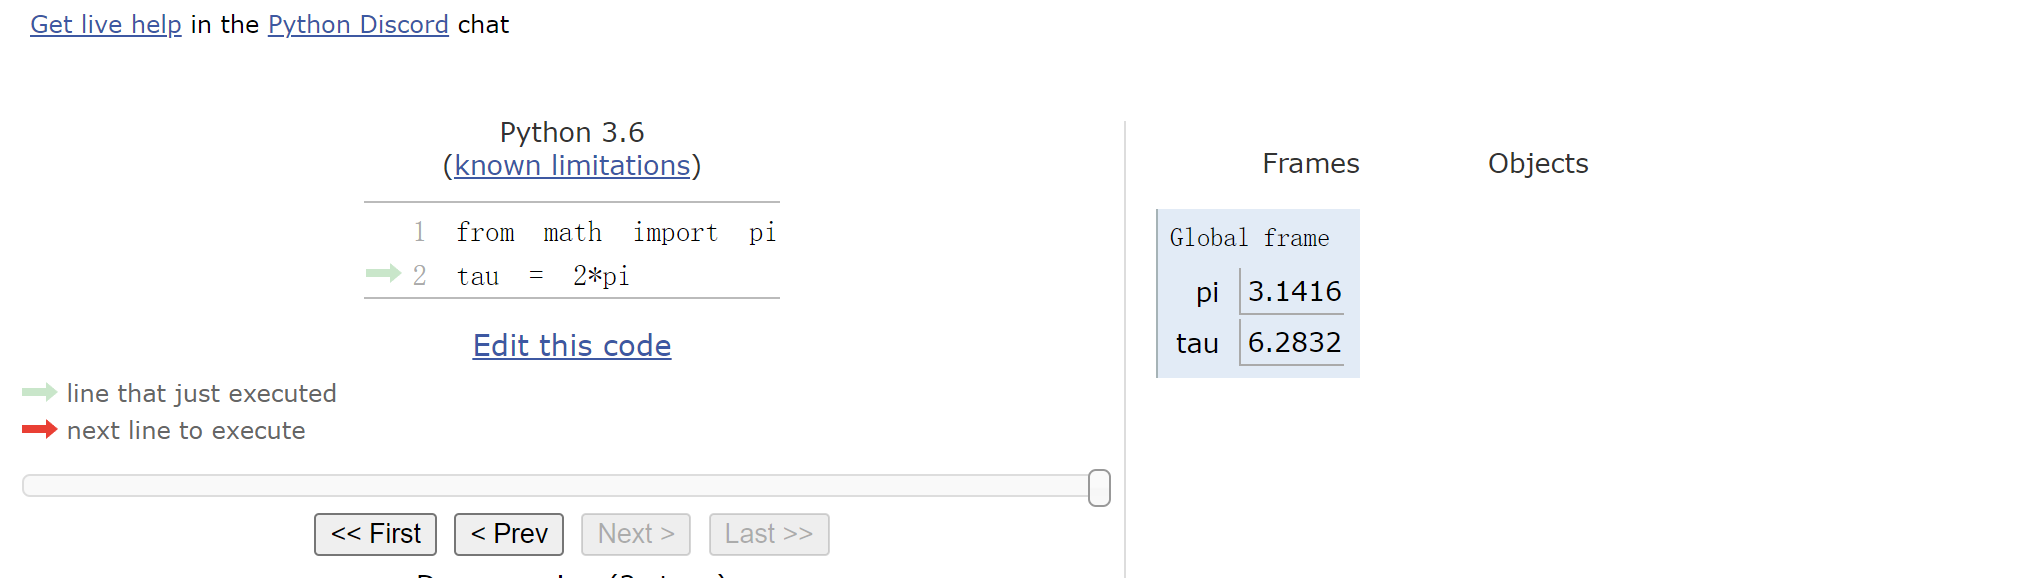 Get live help in the Python Discord chat
Python 3.6
(known limitations)
1 from math import pi
2 tau = 2*pi
Edit this code
line that just executed
next line to execute
<< First < Prev Next > Last >>
Frames Objects
Global frame
pi 3.1416
tau 6.2832